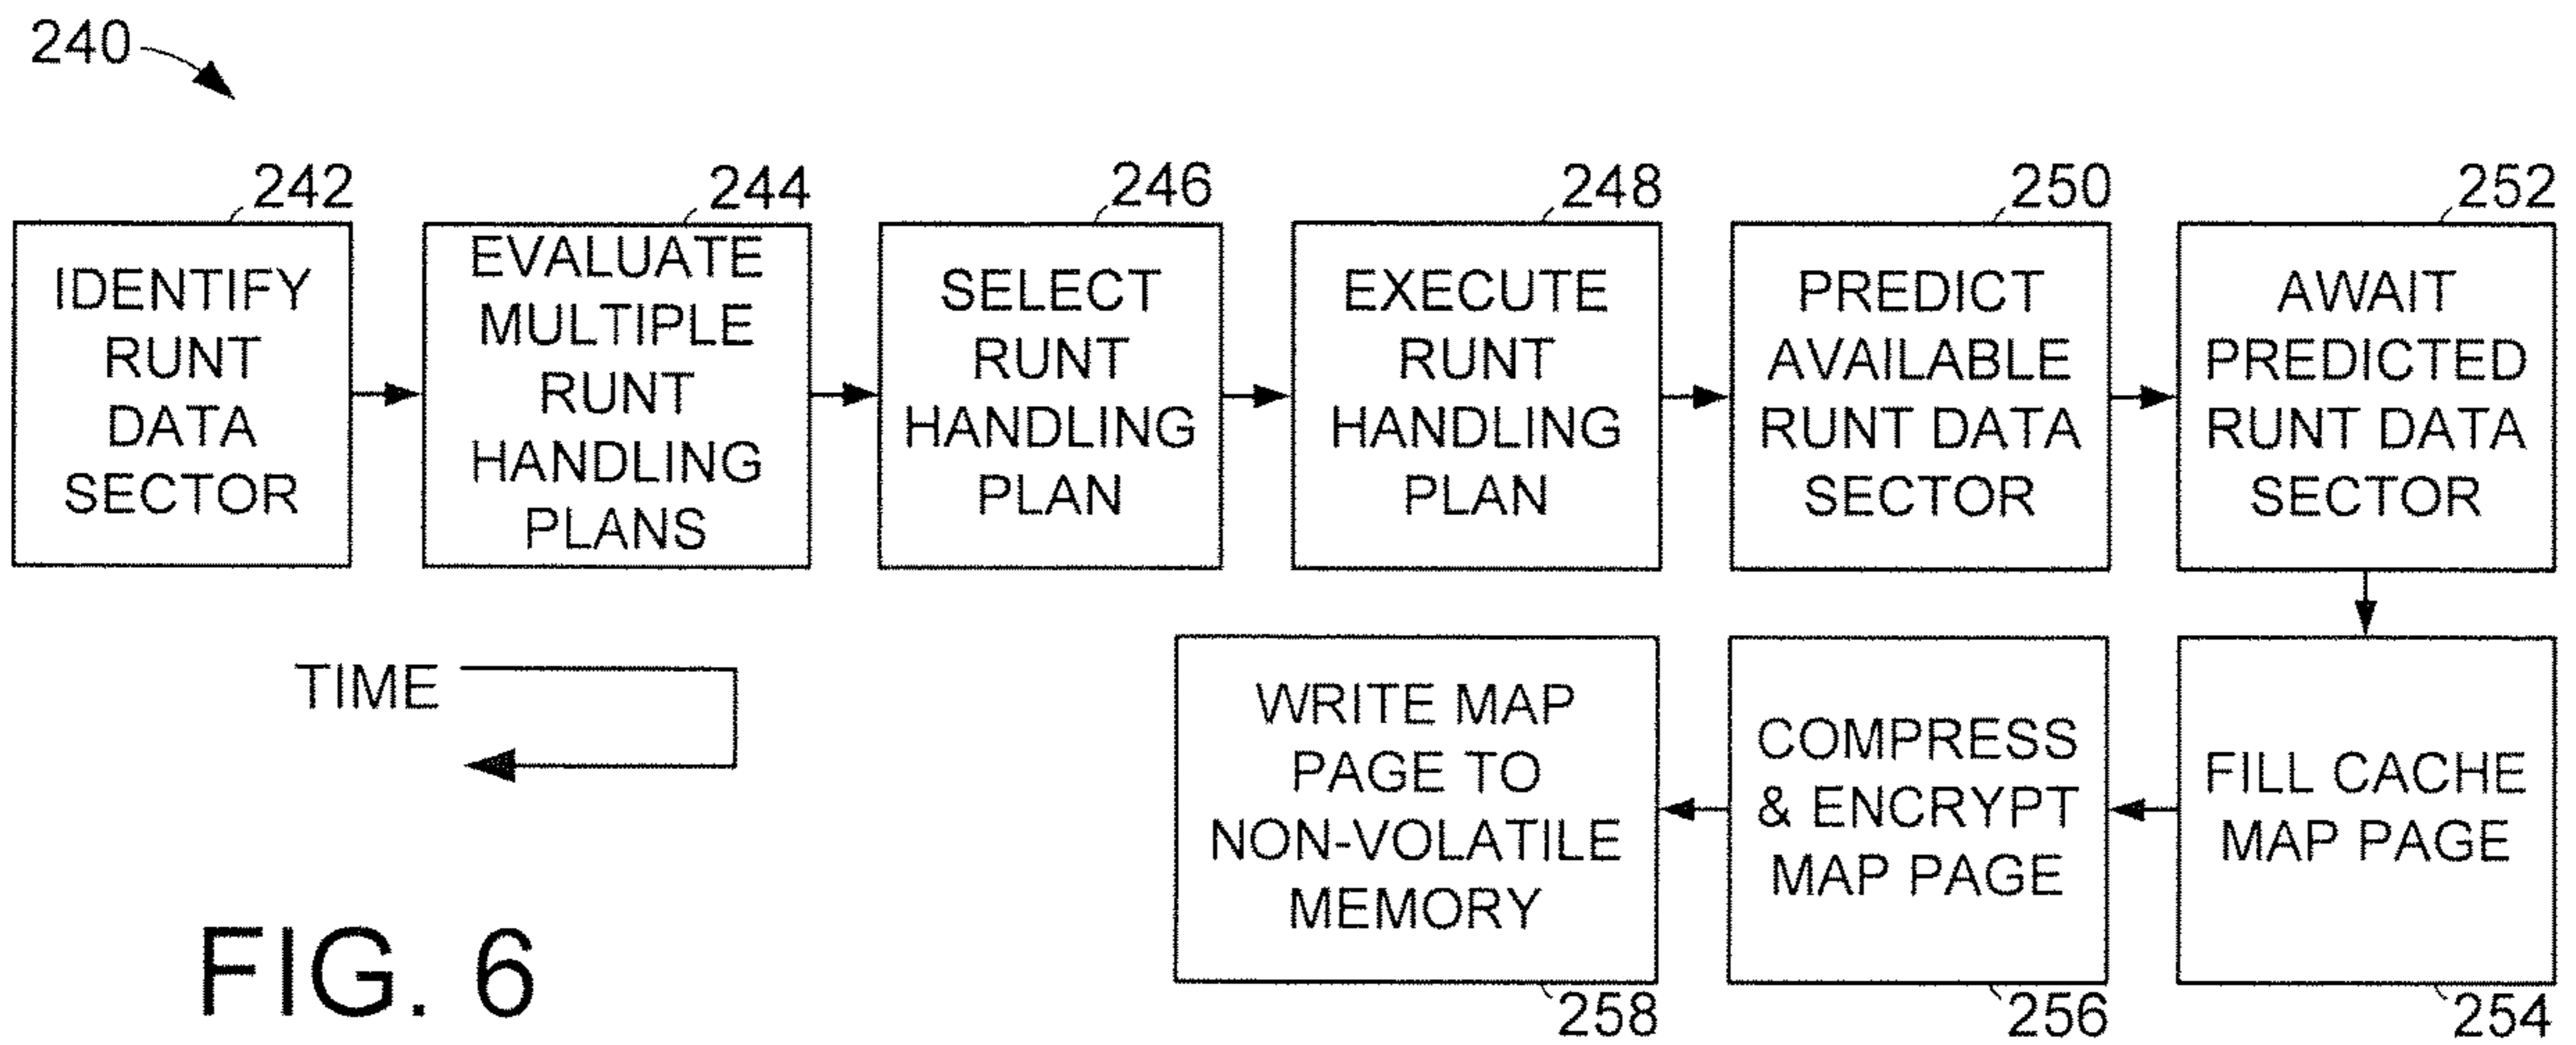 240
242
IDENTIFY
RUNT
DATA
SECTOR
244
EVALUATE
MULTIPLE
RUNT
HANDLING
PLANS
246
SELECT
RUNT
HANDLING
PLAN
248
EXECUTE
RUNT
HANDLING
PLAN
250
PREDICT
AVAILABLE
RUNT DATA
SECTOR
252
AWAIT
PREDICTED
RUNT DATA
SECTOR
FILL CACHE
MAP PAGE
254
COMPRESS
& ENCRYPT
MAP PAGE
256
WRITE MAP
PAGE TO
NON-VOLATILE
MEMORY
258
TIME
FIG. 6